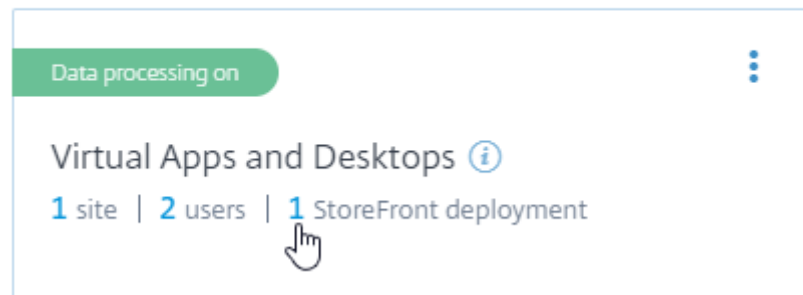 Data processing on
Virtual Apps and Desktops i
1 site | 2 users | 1 StoreFront deployment